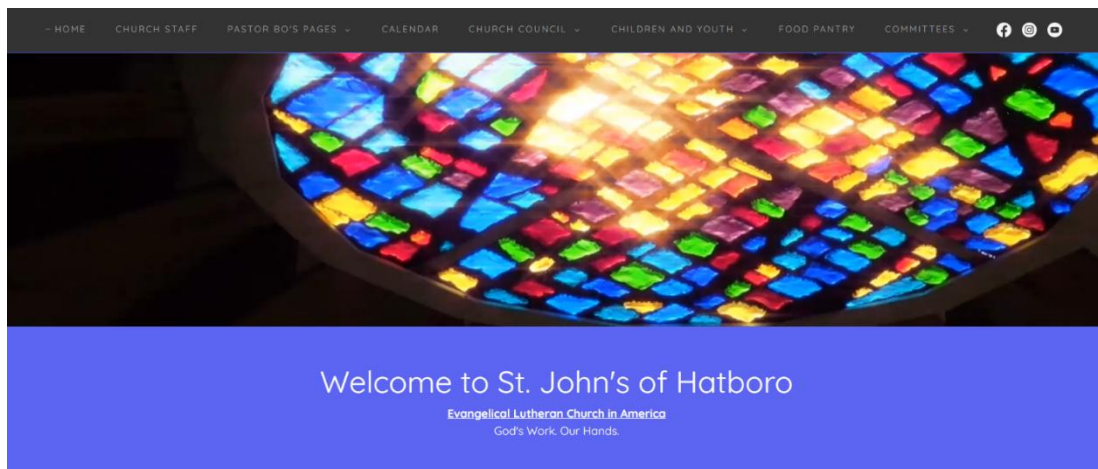 – HOME CHURCH STAFF PASTOR BO'S PAGES CALENDAR CHURCH COUNCIL CHILDREN AND YOUTH FOOD PANTRY COMMITTEES
Welcome to St. John's of Hatboro
Evangelical Lutheran Church in America
God's Work. Our Hands.